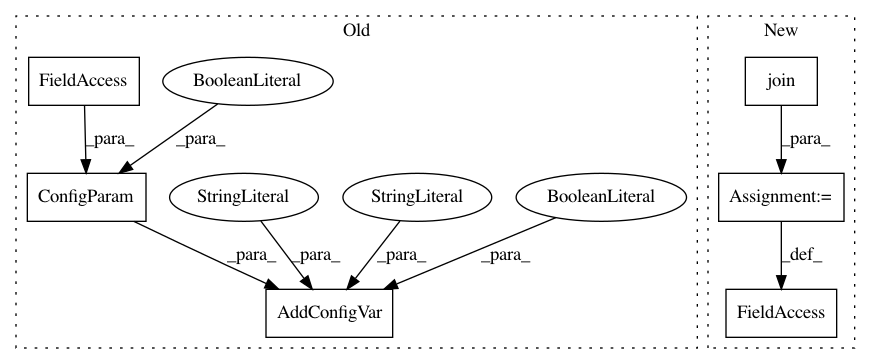 Old
New
FieldAccess
BooleanLiteral
join
_para_
_para_
_para_
ConfigParam
StringLiteral
StringLiteral
BooleanLiteral
Assignment:=
_para_
_para_
_para_
_para_
_def_
AddConfigVar
FieldAccess